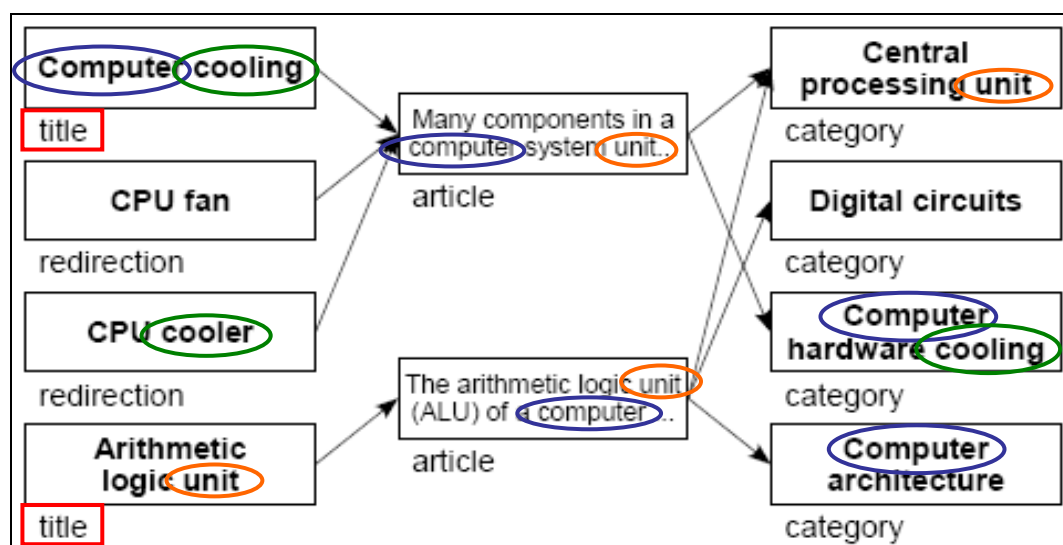 Computer cooling
title
CPU fan
redirection
CPU cooler
redirection
Arithmetic
logic unit
title
Many components in a
computer system unit..
article
The arithmetic logic unit
(ALU) of a computer ...
article
Central
processing unit
category
Digital circuits
category
Computer
hardware cooling
category
Computer
architecture
category